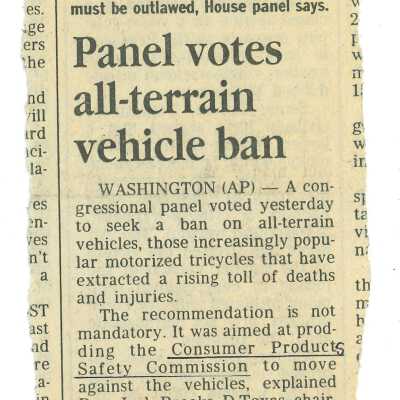 must be outlawed, House panel says.
Panel votes
all-terrain
vehicle ban
WASHINGTON (AP) — A con-
gressional panel voted yesterday
to seek a ban on all-terrain
vehicles, those increasingly popu-
lar motorized tricycles that have
extracted a rising toll of deaths
and injuries.
The recommendation is not
mandatory. It was aimed at prod-
ding the Consumer Products
Safety Commission to move
against the vehicles, explained